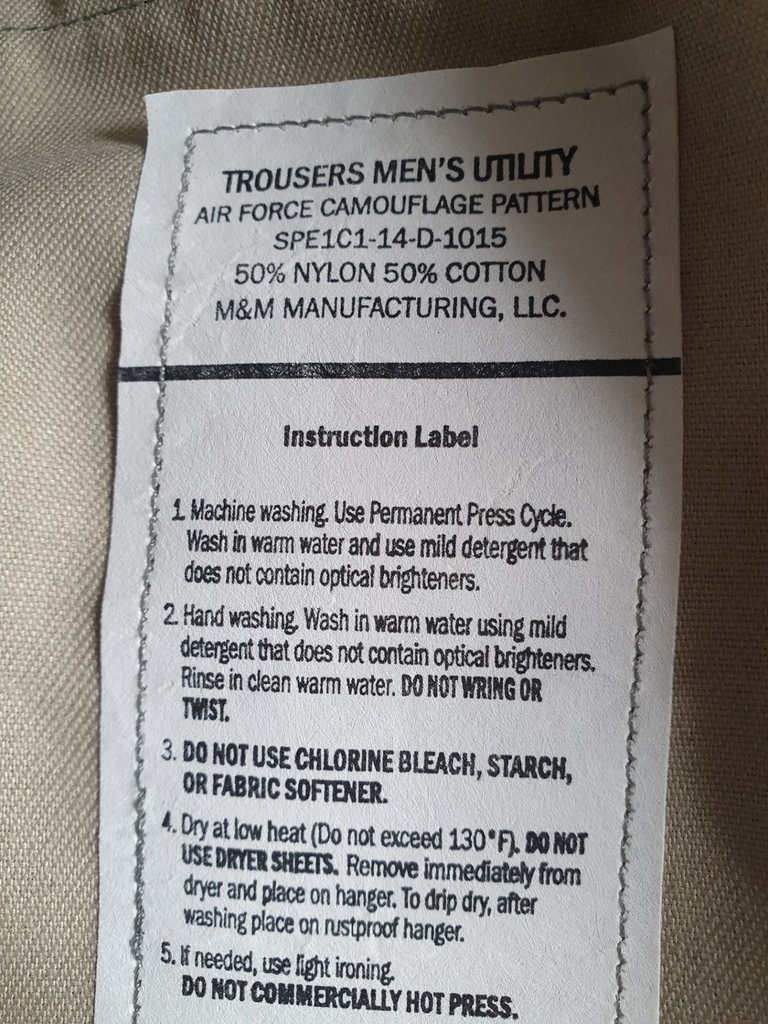 TROUSERS MEN'S UTILITY
AIR FORCE CAMOUFLAGE PATTERN
SPE1C1-14-D-1015
50% NYLON 50% COTTON
M&M MANUFACTURING, LLC.
Instruction Label
1. Machine washing. Use Permanent Press Cycle.
Wash in warm water and use mild detergent that
does not contain optical brighteners.
2. Hand washing. Wash in warm water using mild
detergent that does not contain optical brighteners.
Rinse in clean warm water. DO NOT WRING OR
TWIST.
3. DO NOT USE CHLORINE BLEACH, STARCH,
OR FABRIC SOFTENER.
4. Dry at low heat (Do not exceed 130°F). DO NOT
USE DRYER SHEETS. Remove immediately from
dryer and place on hanger. To drip dry, after
washing place on rustproof hanger.
5. If needed, use light ironing.
DO NOT COMMERCIALLY HOT PRESS.